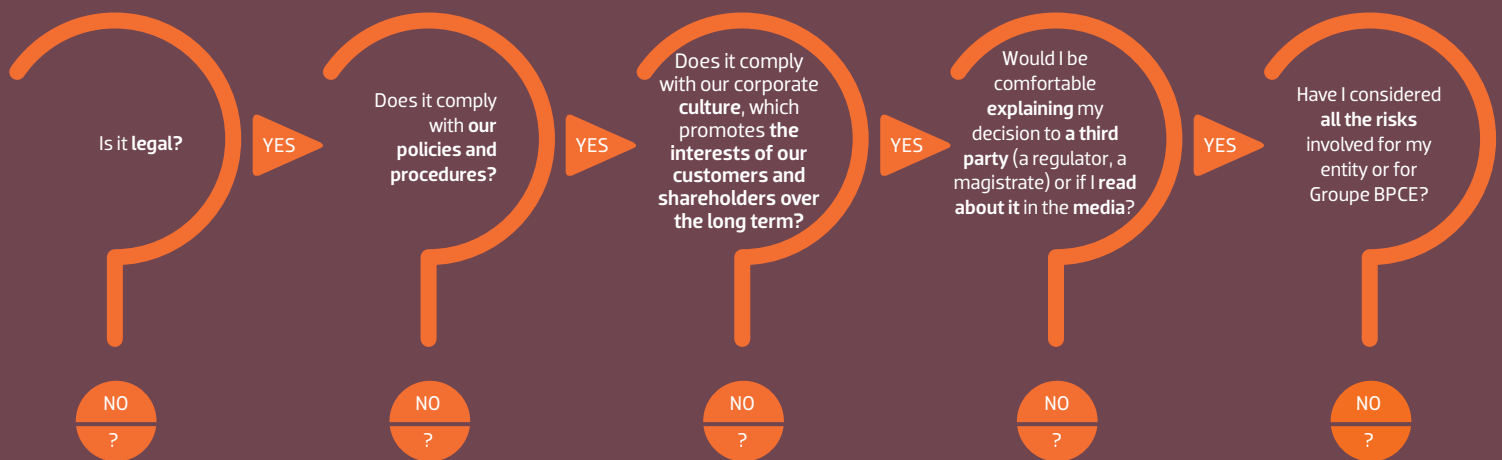 Is it legal?
YES
Does it comply
with our
policies and
procedures?
YES
Does it comply
with our corporate
culture, which
promotes the
interests of our
customers and
shareholders over
the long term?
YES
Would I be
comfortable
explaining my
decision to a third
party (a regulator, a
magistrate) or if I read
about it in the media?
YES
Have I considered
all the risks
involved for my
entity or for
Groupe BPCE?
NO
?
NO
?
NO
?
NO
?
NO
?